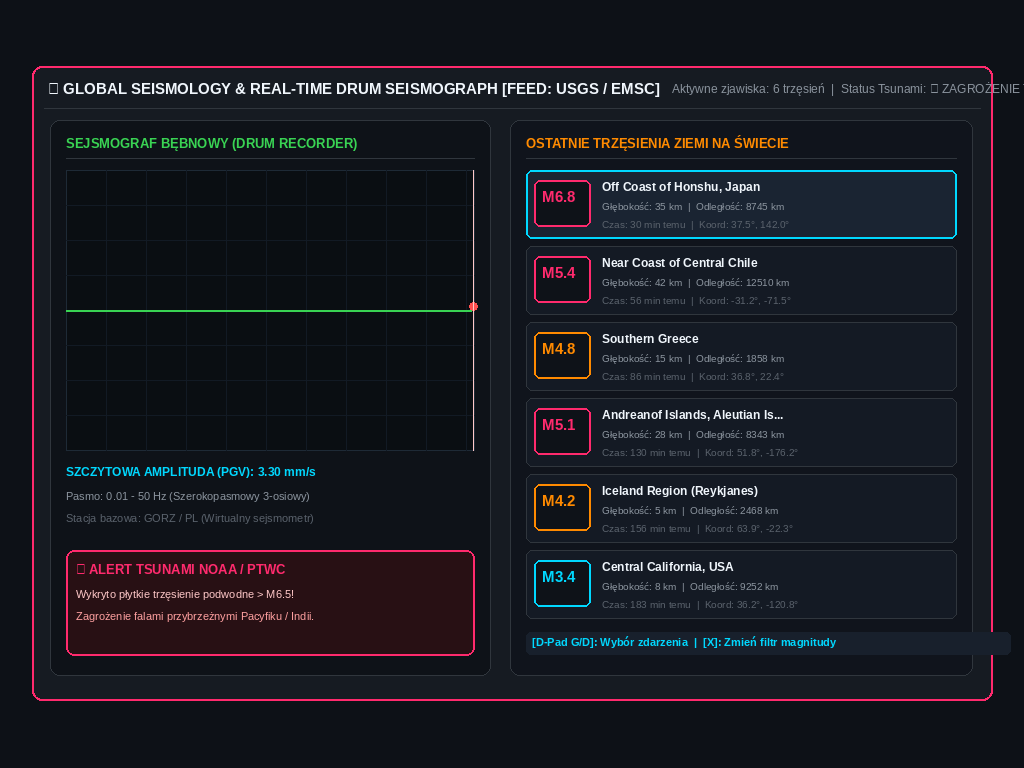 GLOBAL SEISMOLOGY & REAL-TIME DRUM SEISMOGRAPH [FEED: USGS / EMSC] Aktywne zjawiska: 6 trzęsień | Status Tsunami: ZAGROŻENIE
SEJSMOGRAF BĘBNOWY (DRUM RECORDER)
SZCZYTOWA AMPLITUDA (PGV): 3.30 mm/s
Pasmo: 0.01 - 50 Hz (Szerokopasmowy 3-osiowy)
Stacja bazowa: GORZ / PL (Wirtualny sejsmometr)
ALERT TSUNAMI NOAA / PTWC
Wykryto płytkie trzęsienie podwodne > M6.5!
Zagrożenie falami przybrzeżnymi Pacyfiku / Indii.
OSTATNIE TRZĘSIENIA ZIEMI NA ŚWIECIE
M6.8
Off Coast of Honshu, Japan
Głębokość: 35 km | Odległość: 8745 km
Czas: 30 min temu | Koord: 37.5°, 142.0°
M5.4
Near Coast of Central Chile
Głębokość: 42 km | Odległość: 12510 km
Czas: 56 min temu | Koord: -31.2°, -71.5°
M4.8
Southern Greece
Głębokość: 15 km | Odległość: 1858 km
Czas: 86 min temu | Koord: 36.8°, 22.4°
M5.1
Andreanof Islands, Aleutian Is...
Głębokość: 28 km | Odległość: 8343 km
Czas: 130 min temu | Koord: 51.8°, -176.2°
M4.2
Iceland Region (Reykjanes)
Głębokość: 5 km | Odległość: 2468 km
Czas: 156 min temu | Koord: 63.9°, -22.3°
M3.4
Central California, USA
Głębokość: 8 km | Odległość: 9252 km
Czas: 183 min temu | Koord: 36.2°, -120.8°
[D-Pad G/D]: Wybór zdarzenia | [X]: Zmień filtr magnitudy